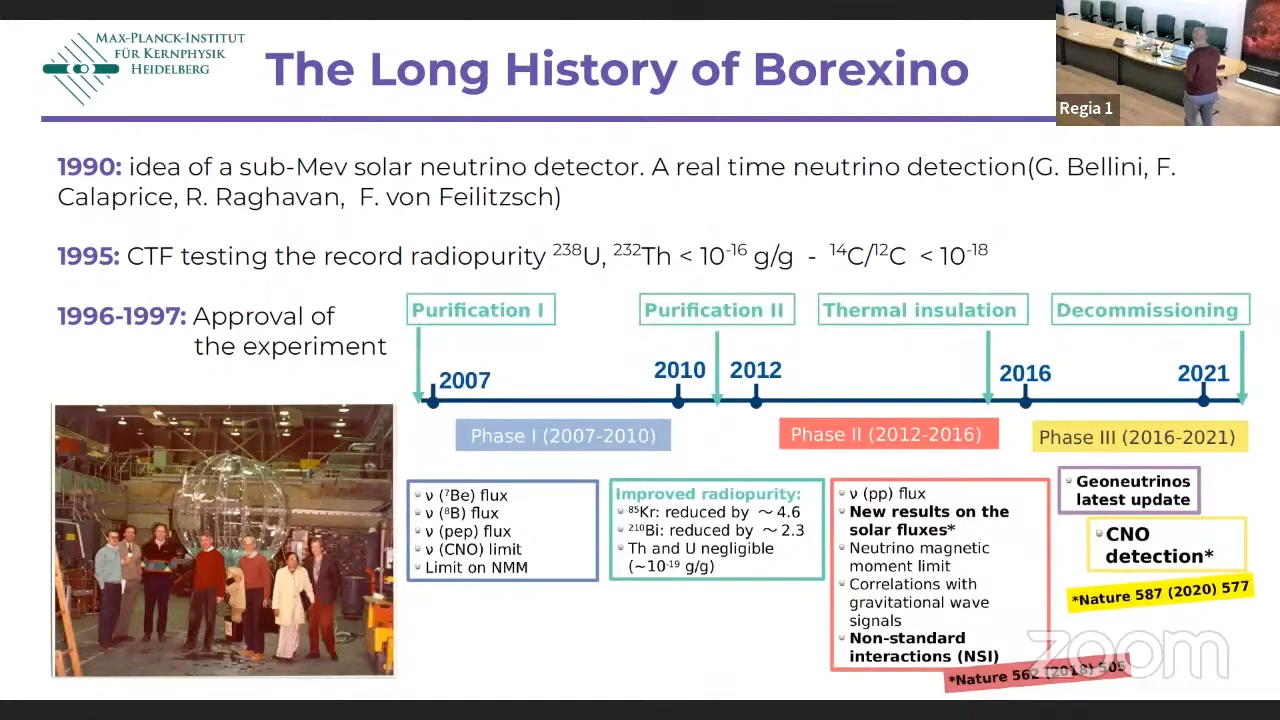 MAX-PLANCK-INSTITUT
FÜR KERNPHYSIK
HEIDELBERG
The Long History of Borexino
Regia 1
1990: idea of a sub-Mev solar neutrino detector. A real time neutrino detection(G. Bellini, F.
Calaprice, R. Raghavan, F. von Feilitzsch)
1995: CTF testing the record radiopurity ²³⁸U, ²³²Th < 10⁻¹⁶ g/g - ¹⁴C/¹²C < 10⁻¹⁸
1996-1997: Approval of
the experiment
Purification I
Purification II
Thermal insulation
Decommissioning
2007
2010
2012
2016
2021
Phase I (2007-2010)
Phase II (2012-2016)
Phase III (2016-2021)
ν (⁷Be) flux
ν (⁸B) flux
ν (pep) flux
ν (CNO) limit
Limit on NMM
Improved radiopurity:
⁸⁵Kr: reduced by ～4.6
²¹⁰Bi: reduced by ～2.3
Th and U negligible
(~10⁻¹⁹ g/g)
ν (pp) flux
New results on the
solar fluxes*
Neutrino magnetic
moment limit
Correlations with
gravitational wave
signals
Non-standard
interactions (NSI)
*Nature 562 (2018) 505
Geoneutrinos
latest update
CNO
detection*
*Nature 587 (2020) 577
zoom